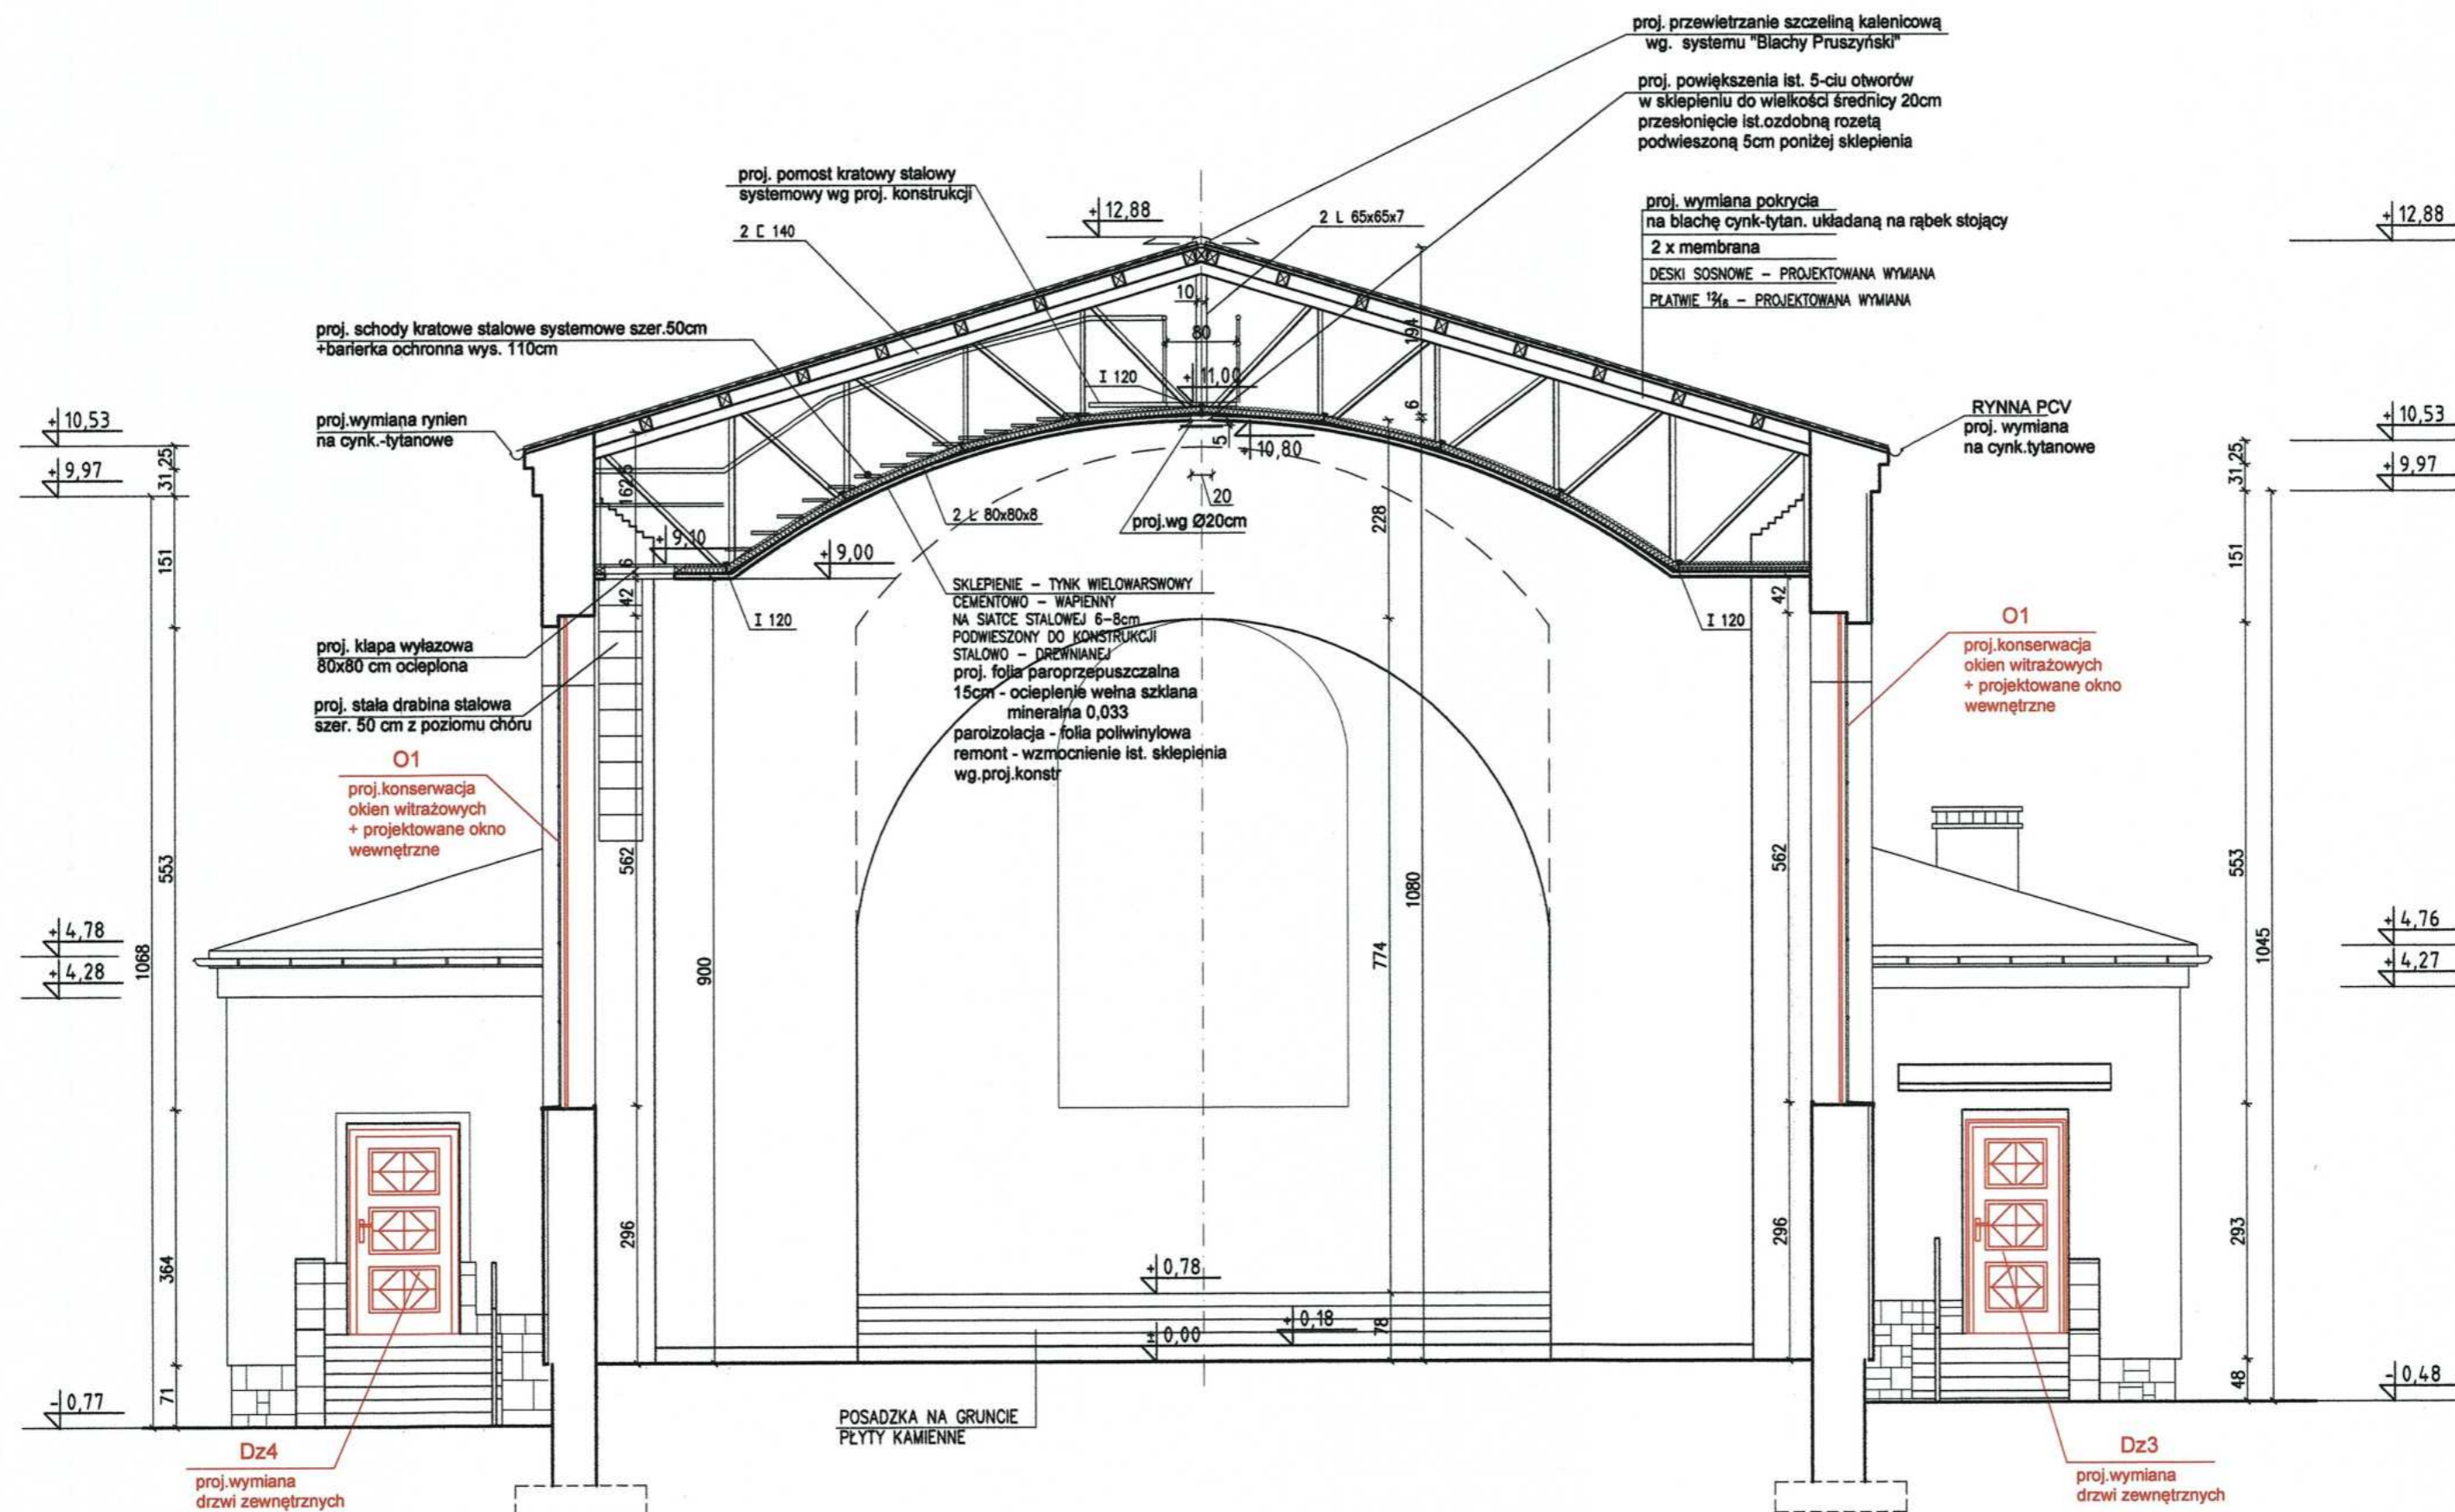 proj. przewietrzanie szczeliną kalenicową
wg. systemu "Blachy Pruszyński"
proj. powiększenia ist. 5-ciu otworów
w sklepieniu do wielkości średnicy 20cm
przesłonięcie ist.ozdobną rozetą
podwieszoną 5cm poniżej sklepienia
proj. pomost kratowy stalowy
systemowy wg proj. konstrukcji
2 [ 140
+12,88
2 L 65x65x7
proj. wymiana pokrycia
na blachę cynk-tytan. układaną na rąbek stojący
2 x membrana
DESKI SOSNOWE - PROJEKTOWANA WYMIANA
PŁATWIE 12/16 - PROJEKTOWANA WYMIANA
+12,88
proj. schody kratowe stalowe systemowe szer.50cm
+barierka ochronna wys. 110cm
10
80
194
I 120
+11,00
6
+10,53
proj.wymiana rynien
na cynk.-tytanowe
RYNNA PCV
proj. wymiana
na cynk.tytanowe
+10,53
5
+10,80
+9,97
31,25
162,5
20
2 L 80x80x8
proj.wg Ø20cm
228
31,25
+9,97
151
+9,10
+9,00
151
6
42
42
I 120
I 120
SKLEPIENIE - TYNK WIELOWARSWOWY
CEMENTOWO - WAPIENNY
NA SIATCE STALOWEJ 6-8cm
PODWIESZONY DO KONSTRUKCJI
STALOWO - DREWNIANEJ
proj. folia paroprzepuszczalna
15cm - ocieplenie wełna szklana
mineralna 0,033
paroizolacja - folia poliwinylowa
remont - wzmocnienie ist. sklepienia
wg.proj.konstr
proj. klapa wyłazowa
80x80 cm ocieplona
proj. stała drabina stalowa
szer. 50 cm z poziomu chóru
O1
proj.konserwacja
okien witrażowych
+ projektowane okno
wewnętrzne
O1
proj.konserwacja
okien witrażowych
+ projektowane okno
wewnętrzne
553
562
1080
562
553
+4,78
+4,28
1068
900
774
1045
+4,76
+4,27
364
296
296
293
+0,78
+0,18
±0,00
78
71
48
-0,77
-0,48
POSADZKA NA GRUNCIE
PŁYTY KAMIENNE
Dz4
proj.wymiana
drzwi zewnętrznych
Dz3
proj.wymiana
drzwi zewnętrznych